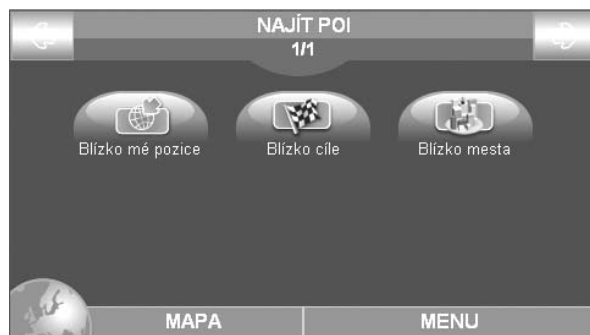 NAJÍT POI
1/1
Blízko mé pozice
Blízko cíle
Blízko mesta
MAPA
MENU